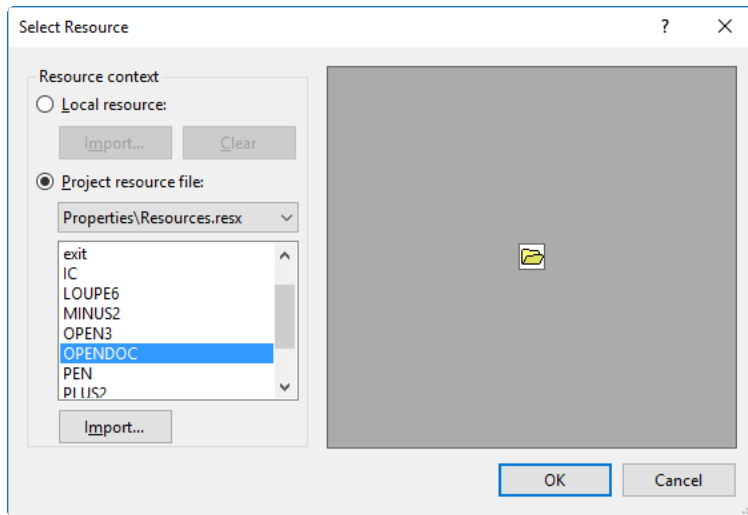 Select Resource
Resource context
Local resource:
Import...
Clear
Project resource file:
Properties\Resources.resx
exit
IC
LOUPE6
MINUS2
OPEN3
OPENDOC
PEN
PLUS2
Import...
OK
Cancel